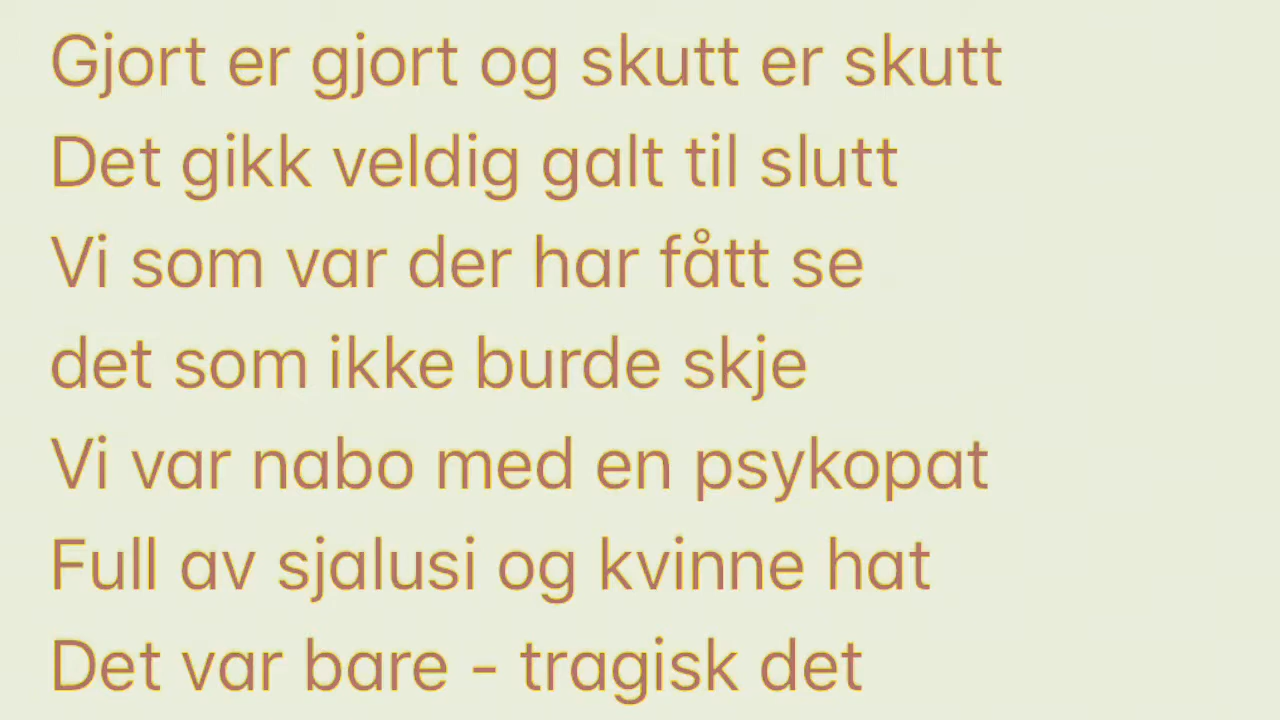 Gjort er gjort og skutt er skutt
Det gikk veldig galt til slutt
Vi som var der har fått se
det som ikke burde skje
Vi var nabo med en psykopat
Full av sjalusi og kvinne hat
Det var bare - tragisk det